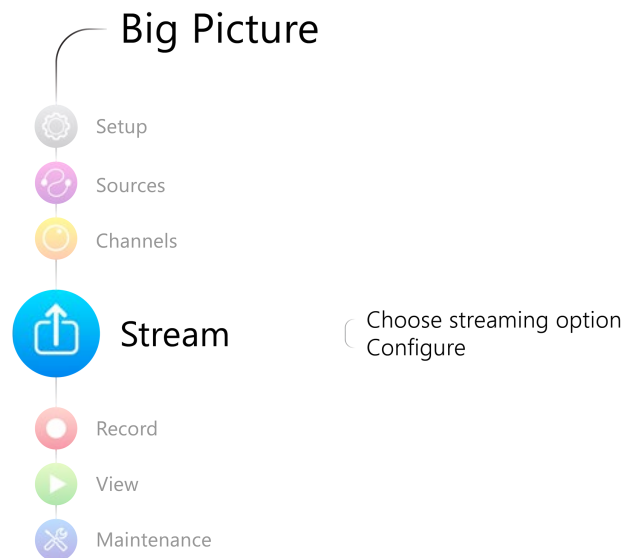 Big Picture
Setup
Sources
Channels
Stream
Choose streaming option
Configure
Record
View
Maintenance